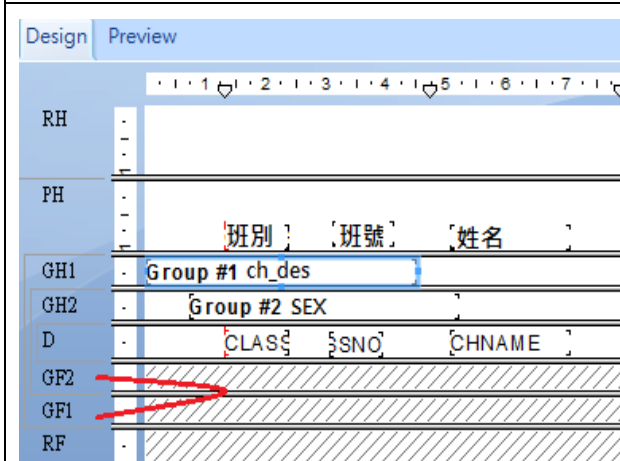 Design Preview
1 2 3 4 5 6 7
RH
PH
班別 班號 姓名
GH1 Group #1 ch_des
GH2 Group #2 SEX
D CLASS SSNO CHNAME
GF2
GF1
RF